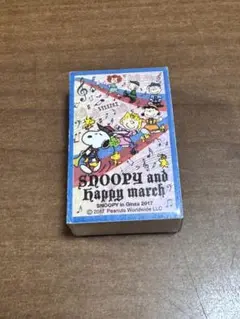 SNOOPY and
happy march
SNOOPY in Ginza 2017
© 2017 Peanuts Worldwide LLC